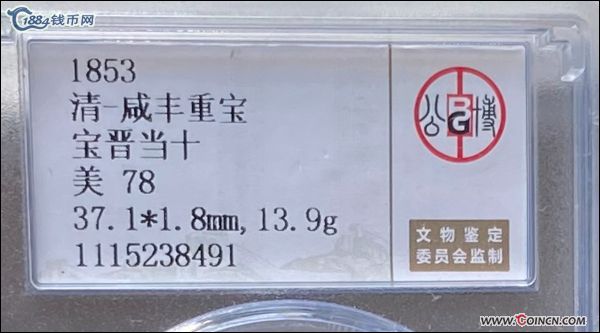 1884钱币网
1853
清-咸丰重宝
宝晋当十
美 78
37.1*1.8mm,13.9g
1115238491
公 BG 博
文物鉴定
委员会监制
www.COINCN.com